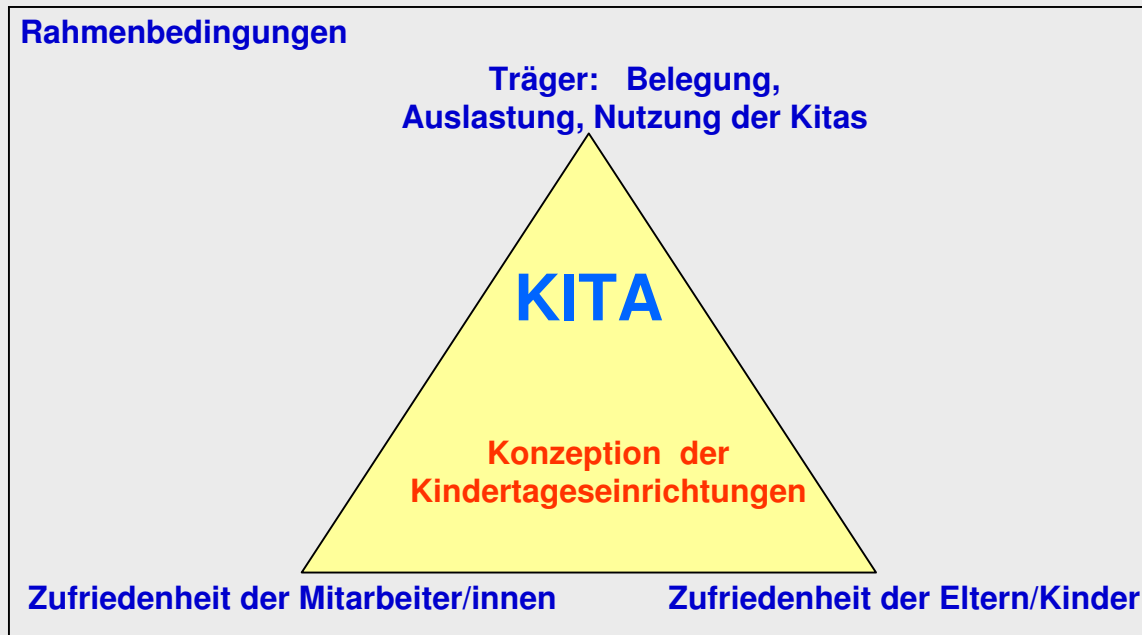 Rahmenbedingungen
Träger: Belegung,
Auslastung, Nutzung der Kitas
KITA
Konzeption der
Kindertageseinrichtungen
Zufriedenheit der Mitarbeiter/innen
Zufriedenheit der Eltern/Kinder